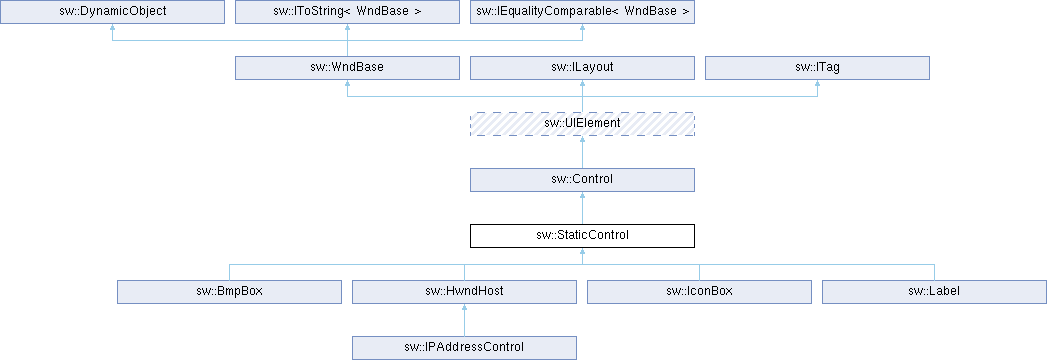 sw::DynamicObject
sw::IToString< WndBase >
sw::IEqualityComparable< WndBase >
sw::WndBase
sw::ILayout
sw::ITag
sw::UIElement
sw::Control
sw::StaticControl
sw::BmpBox
sw::HwndHost
sw::IconBox
sw::Label
sw::IPAddressControl